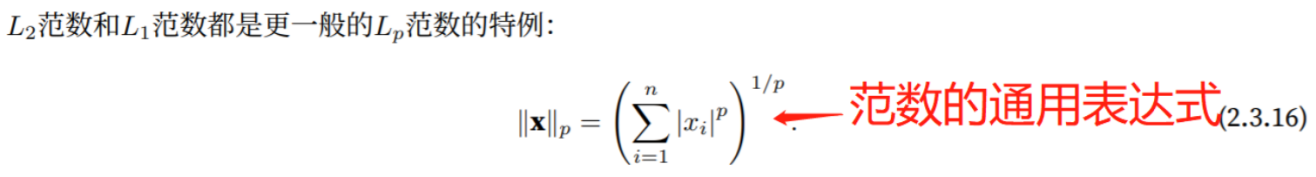 L₂范数和L₁范数都是更一般的Lₚ范数的特例：
‖x‖ₚ = (∑ᵢ₌₁ⁿ |xᵢ|ᵖ)^{1/p}. 范数的通用表达式 (2.3.16)